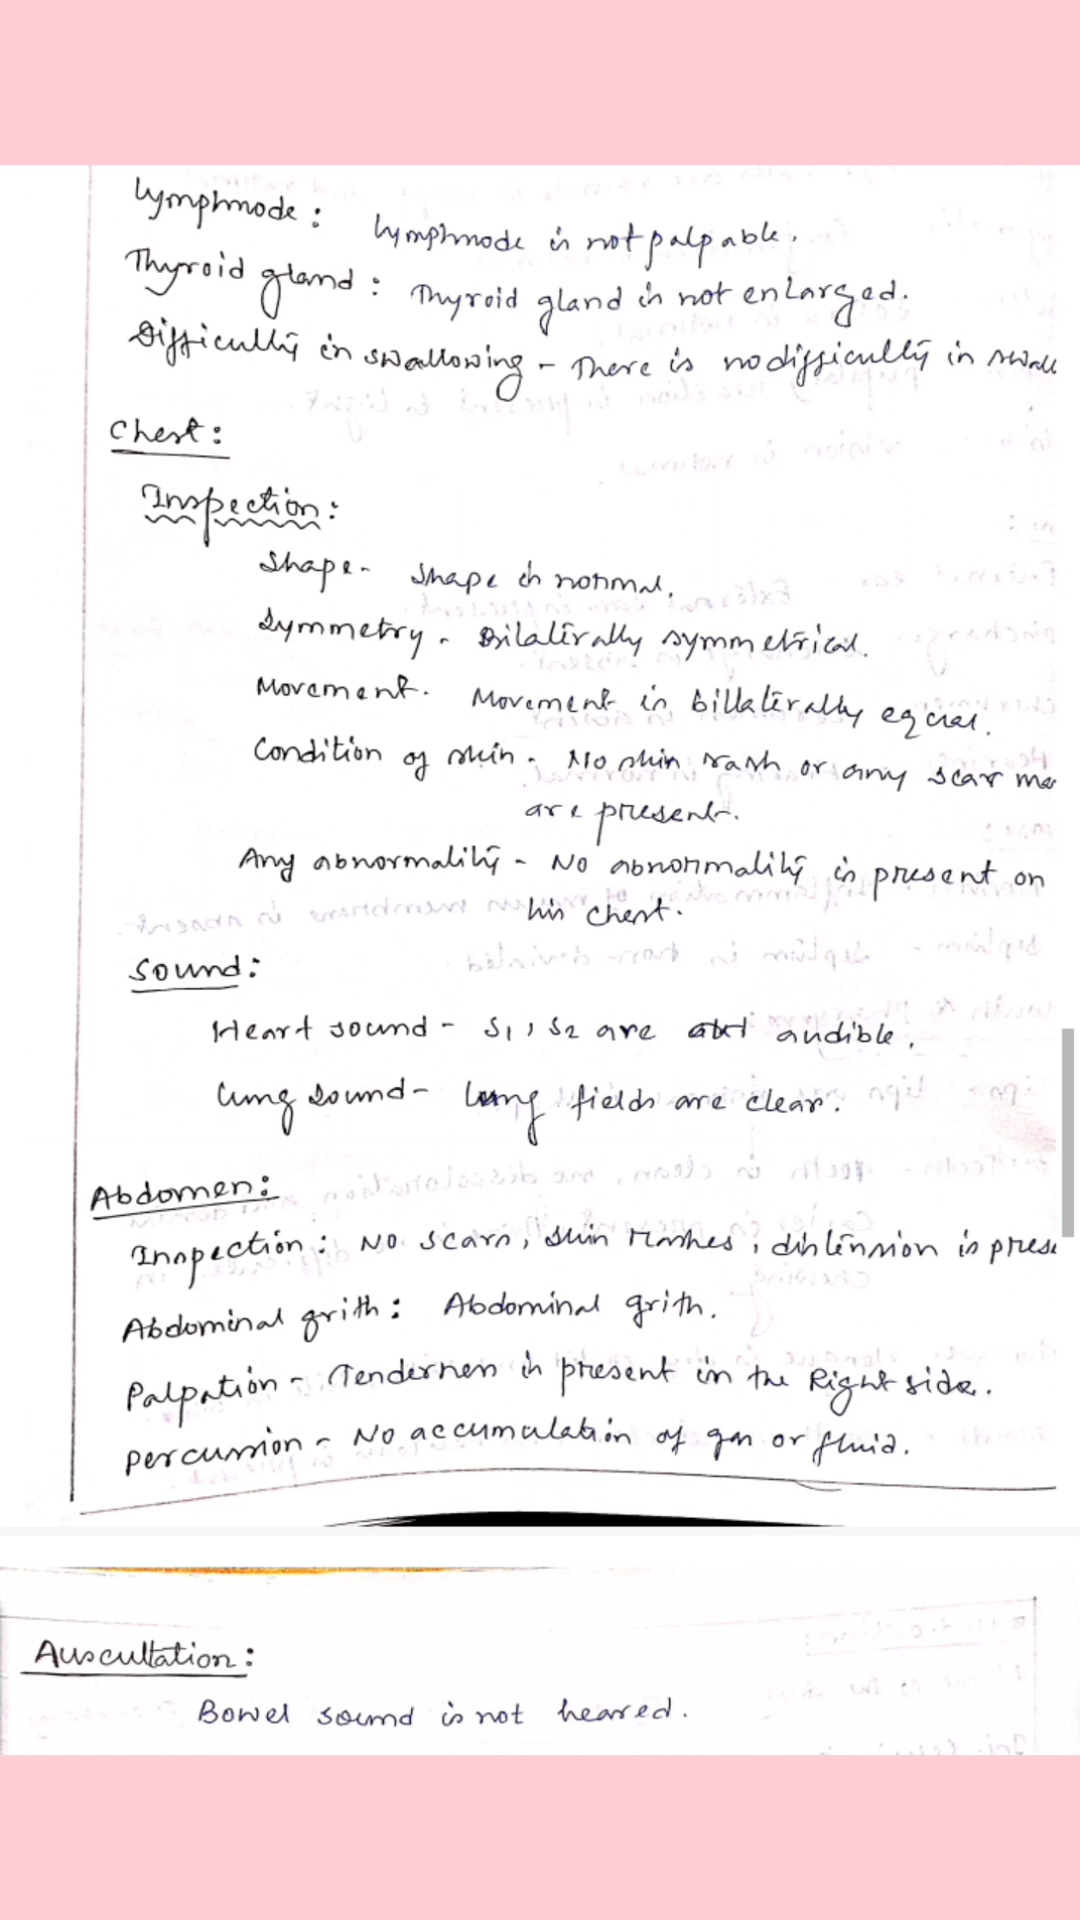 Lymphnode : Lymphnode is not palpable.
Thyroid gland : Thyroid gland is not enlarged.
Difficulty in swallowing - There is no difficulty in swall
Chest :
Inspection :
Shape - Shape is normal.
Symmetry - Bilaterally symmetrical.
Movement - Movement is billaterally equal.
Condition of skin - No skin rash or any scar mar
are present.
Any abnormality - No abnormality is present on
his chest.
Sound :
Heart sound - S1, S2 are audible.
Lung sound - Lung fields are clear.
Abdomen :
Inspection : No scars, skin rashes, distension is prese
Abdominal grith : Abdominal grith.
Palpation - Tenderness is present in the Right side.
Percussion - No accumulation of gas or fluid.
Auscultation :
Bowel sound is not heared.